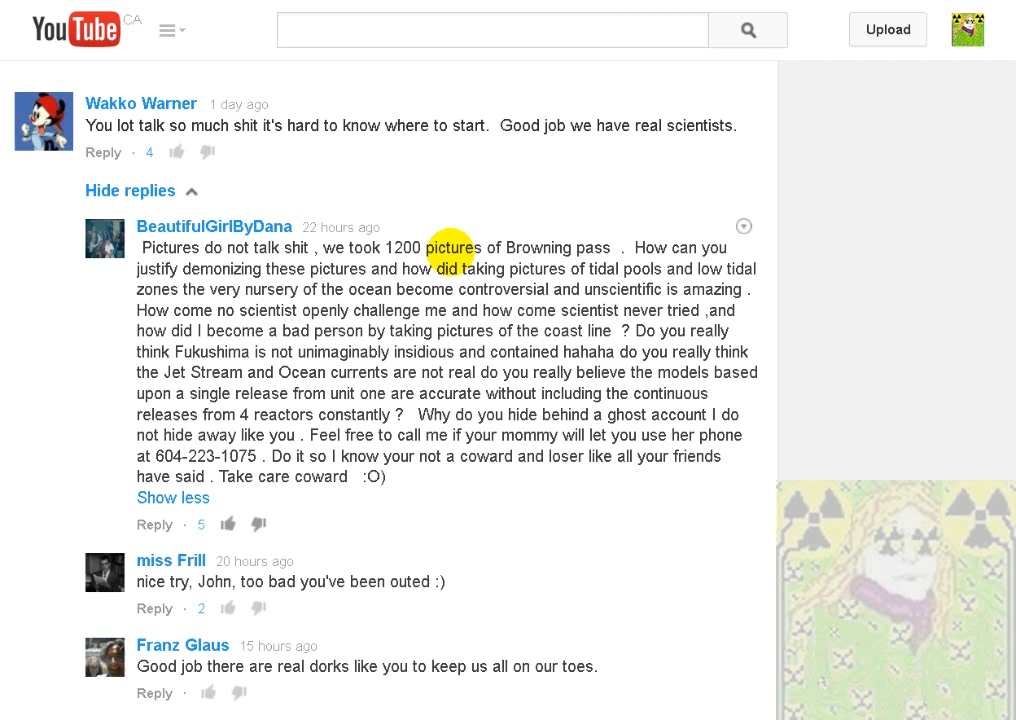 YouTube CA
Upload
Wakko Warner 1 day ago
You lot talk so much shit it's hard to know where to start. Good job we have real scientists.
Reply · 4
Hide replies
BeautifulGirlByDana 22 hours ago
Pictures do not talk shit , we took 1200 pictures of Browning pass . How can you
justify demonizing these pictures and how did taking pictures of tidal pools and low tidal
zones the very nursery of the ocean become controversial and unscientific is amazing .
How come no scientist openly challenge me and how come scientist never tried ,and
how did I become a bad person by taking pictures of the coast line ? Do you really
think Fukushima is not unimaginably insidious and contained hahaha do you really think
the Jet Stream and Ocean currents are not real do you really believe the models based
upon a single release from unit one are accurate without including the continuous
releases from 4 reactors constantly ? Why do you hide behind a ghost account I do
not hide away like you . Feel free to call me if your mommy will let you use her phone
at 604-223-1075 . Do it so I know your not a coward and loser like all your friends
have said . Take care coward :O)
Show less
Reply · 5
miss Frill 20 hours ago
nice try, John, too bad you've been outed :)
Reply · 2
Franz Glaus 15 hours ago
Good job there are real dorks like you to keep us all on our toes.
Reply ·